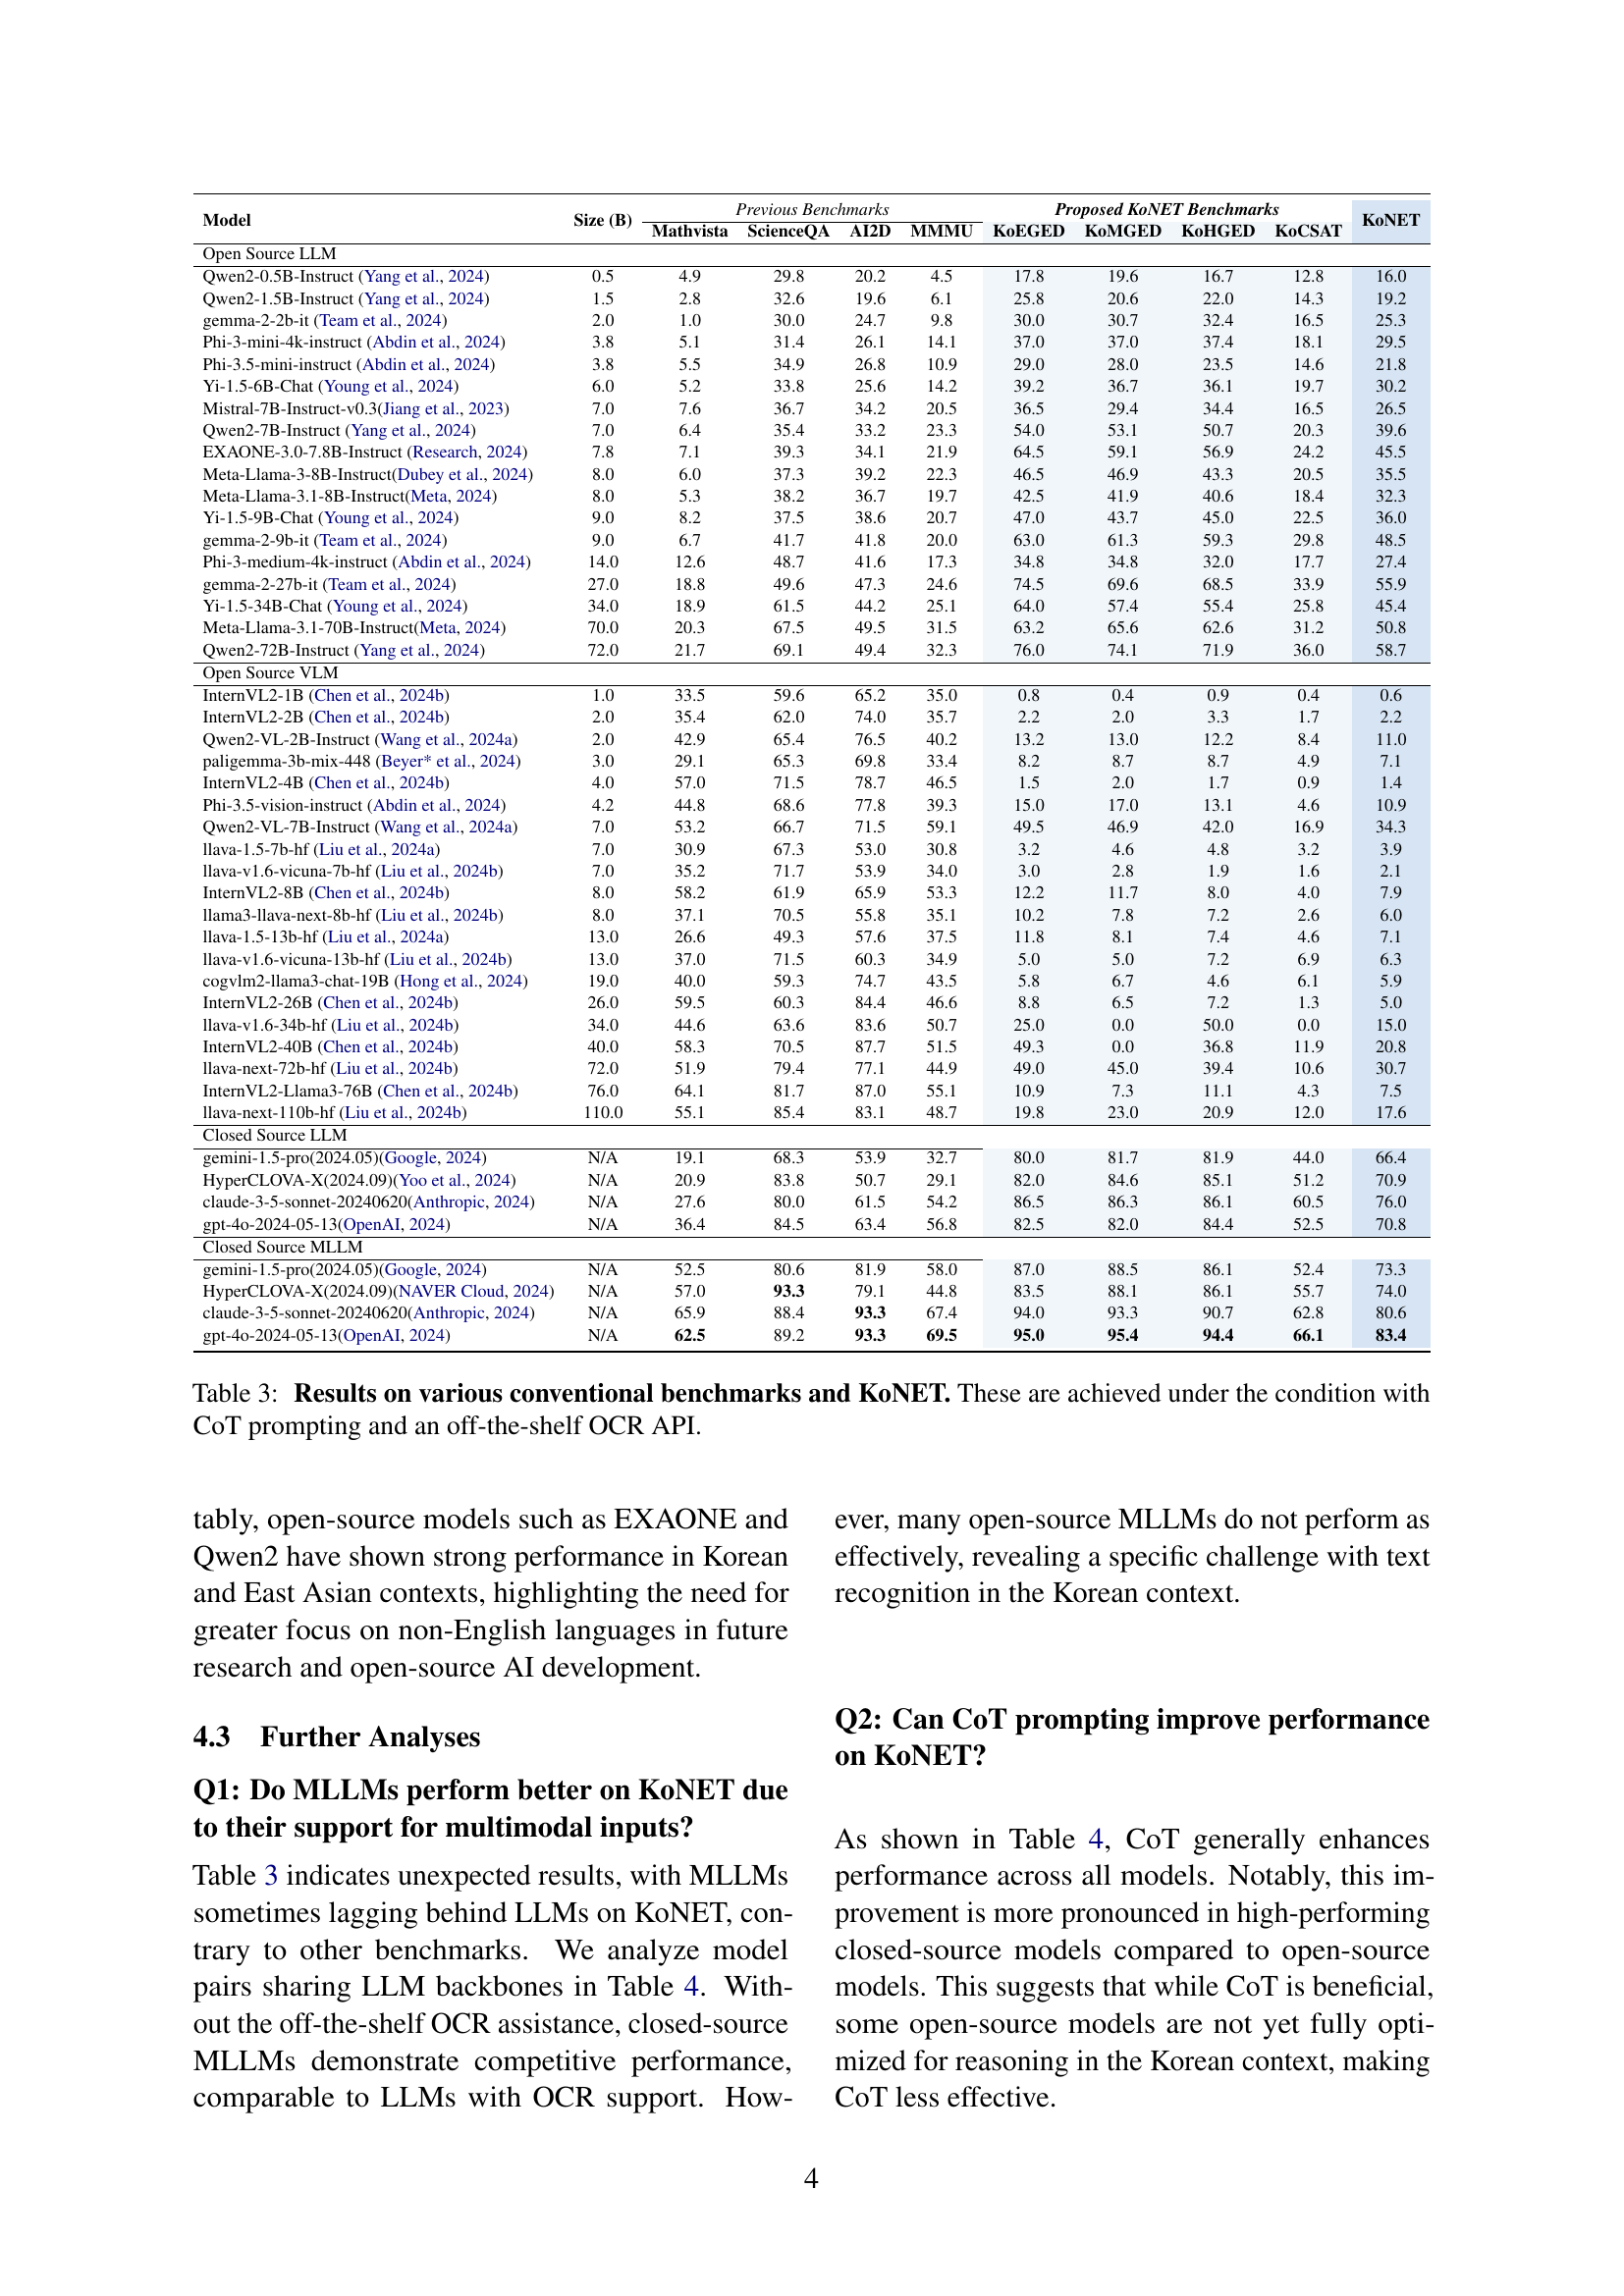 Model Size (B) Previous Benchmarks Proposed KoNET Benchmarks KoNET
Mathvista ScienceQA AI2D MMMU KoEGED KoMGED KoHGED KoCSAT
Open Source LLM
Qwen2-0.5B-Instruct (Yang et al., 2024) 0.5 4.9 29.8 20.2 4.5 17.8 19.6 16.7 12.8 16.0
Qwen2-1.5B-Instruct (Yang et al., 2024) 1.5 2.8 32.6 19.6 6.1 25.8 20.6 22.0 14.3 19.2
gemma-2-2b-it (Team et al., 2024) 2.0 1.0 30.0 24.7 9.8 30.0 30.7 32.4 16.5 25.3
Phi-3-mini-4k-instruct (Abdin et al., 2024) 3.8 5.1 31.4 26.1 14.1 37.0 37.0 37.4 18.1 29.5
Phi-3.5-mini-instruct (Abdin et al., 2024) 3.8 5.5 34.9 26.8 10.9 29.0 28.0 23.5 14.6 21.8
Yi-1.5-6B-Chat (Young et al., 2024) 6.0 5.2 33.8 25.6 14.2 39.2 36.7 36.1 19.7 30.2
Mistral-7B-Instruct-v0.3(Jiang et al., 2023) 7.0 7.6 36.7 34.2 20.5 36.5 29.4 34.4 16.5 26.5
Qwen2-7B-Instruct (Yang et al., 2024) 7.0 6.4 35.4 33.2 23.3 54.0 53.1 50.7 20.3 39.6
EXAONE-3.0-7.8B-Instruct (Research, 2024) 7.8 7.1 39.3 34.1 21.9 64.5 59.1 56.9 24.2 45.5
Meta-Llama-3-8B-Instruct(Dubey et al., 2024) 8.0 6.0 37.3 39.2 22.3 46.5 46.9 43.3 20.5 35.5
Meta-Llama-3.1-8B-Instruct(Meta, 2024) 8.0 5.3 38.2 36.7 19.7 42.5 41.9 40.6 18.4 32.3
Yi-1.5-9B-Chat (Young et al., 2024) 9.0 8.2 37.5 38.6 20.7 47.0 43.7 45.0 22.5 36.0
gemma-2-9b-it (Team et al., 2024) 9.0 6.7 41.7 41.8 20.0 63.0 61.3 59.3 29.8 48.5
Phi-3-medium-4k-instruct (Abdin et al., 2024) 14.0 12.6 48.7 41.6 17.3 34.8 34.8 32.0 17.7 27.4
gemma-2-27b-it (Team et al., 2024) 27.0 18.8 49.6 47.3 24.6 74.5 69.6 68.5 33.9 55.9
Yi-1.5-34B-Chat (Young et al., 2024) 34.0 18.9 61.5 44.2 25.1 64.0 57.4 55.4 25.8 45.4
Meta-Llama-3.1-70B-Instruct(Meta, 2024) 70.0 20.3 67.5 49.5 31.5 63.2 65.6 62.6 31.2 50.8
Qwen2-72B-Instruct (Yang et al., 2024) 72.0 21.7 69.1 49.4 32.3 76.0 74.1 71.9 36.0 58.7
Open Source VLM
InternVL2-1B (Chen et al., 2024b) 1.0 33.5 59.6 65.2 35.0 0.8 0.4 0.9 0.4 0.6
InternVL2-2B (Chen et al., 2024b) 2.0 35.4 62.0 74.0 35.7 2.2 2.0 3.3 1.7 2.2
Qwen2-VL-2B-Instruct (Wang et al., 2024a) 2.0 42.9 65.4 76.5 40.2 13.2 13.0 12.2 8.4 11.0
paligemma-3b-mix-448 (Beyer* et al., 2024) 3.0 29.1 65.3 69.8 33.4 8.2 8.7 8.7 4.9 7.1
InternVL2-4B (Chen et al., 2024b) 4.0 57.0 71.5 78.7 46.5 1.5 2.0 1.7 0.9 1.4
Phi-3.5-vision-instruct (Abdin et al., 2024) 4.2 44.8 68.6 77.8 39.3 15.0 17.0 13.1 4.6 10.9
Qwen2-VL-7B-Instruct (Wang et al., 2024a) 7.0 53.2 66.7 71.5 59.1 49.5 46.9 42.0 16.9 34.3
llava-1.5-7b-hf (Liu et al., 2024a) 7.0 30.9 67.3 53.0 30.8 3.2 4.6 4.8 3.2 3.9
llava-v1.6-vicuna-7b-hf (Liu et al., 2024b) 7.0 35.2 71.7 53.9 34.0 3.0 2.8 1.9 1.6 2.1
InternVL2-8B (Chen et al., 2024b) 8.0 58.2 61.9 65.9 53.3 12.2 11.7 8.0 4.0 7.9
llama3-llava-next-8b-hf (Liu et al., 2024b) 8.0 37.1 70.5 55.8 35.1 10.2 7.8 7.2 2.6 6.0
llava-1.5-13b-hf (Liu et al., 2024a) 13.0 26.6 49.3 57.6 37.5 11.8 8.1 7.4 4.6 7.1
llava-v1.6-vicuna-13b-hf (Liu et al., 2024b) 13.0 37.0 71.5 60.3 34.9 5.0 5.0 7.2 6.9 6.3
cogvlm2-llama3-chat-19B (Hong et al., 2024) 19.0 40.0 59.3 74.7 43.5 5.8 6.7 4.6 6.1 5.9
InternVL2-26B (Chen et al., 2024b) 26.0 59.5 60.3 84.4 46.6 8.8 6.5 7.2 1.3 5.0
llava-v1.6-34b-hf (Liu et al., 2024b) 34.0 44.6 63.6 83.6 50.7 25.0 0.0 50.0 0.0 15.0
InternVL2-40B (Chen et al., 2024b) 40.0 58.3 70.5 87.7 51.5 49.3 0.0 36.8 11.9 20.8
llava-next-72b-hf (Liu et al., 2024b) 72.0 51.9 79.4 77.1 44.9 49.0 45.0 39.4 10.6 30.7
InternVL2-Llama3-76B (Chen et al., 2024b) 76.0 64.1 81.7 87.0 55.1 10.9 7.3 11.1 4.3 7.5
llava-next-110b-hf (Liu et al., 2024b) 110.0 55.1 85.4 83.1 48.7 19.8 23.0 20.9 12.0 17.6
Closed Source LLM
gemini-1.5-pro(2024.05)(Google, 2024) N/A 19.1 68.3 53.9 32.7 80.0 81.7 81.9 44.0 66.4
HyperCLOVA-X(2024.09)(Yoo et al., 2024) N/A 20.9 83.8 50.7 29.1 82.0 84.6 85.1 51.2 70.9
claude-3-5-sonnet-20240620(Anthropic, 2024) N/A 27.6 80.0 61.5 54.2 86.5 86.3 86.1 60.5 76.0
gpt-4o-2024-05-13(OpenAI, 2024) N/A 36.4 84.5 63.4 56.8 82.5 82.0 84.4 52.5 70.8
Closed Source MLLM
gemini-1.5-pro(2024.05)(Google, 2024) N/A 52.5 80.6 81.9 58.0 87.0 88.5 86.1 52.4 73.3
HyperCLOVA-X(2024.09)(NAVER Cloud, 2024) N/A 57.0 93.3 79.1 44.8 83.5 88.1 86.1 55.7 74.0
claude-3-5-sonnet-20240620(Anthropic, 2024) N/A 65.9 88.4 93.3 67.4 94.0 93.3 90.7 62.8 80.6
gpt-4o-2024-05-13(OpenAI, 2024) N/A 62.5 89.2 93.3 69.5 95.0 95.4 94.4 66.1 83.4
Table 3: Results on various conventional benchmarks and KoNET. These are achieved under the condition with
CoT prompting and an off-the-shelf OCR API.
tably, open-source models such as EXAONE and
Qwen2 have shown strong performance in Korean
and East Asian contexts, highlighting the need for
greater focus on non-English languages in future
research and open-source AI development.
4.3 Further Analyses
Q1: Do MLLMs perform better on KoNET due
to their support for multimodal inputs?
Table 3 indicates unexpected results, with MLLMs
sometimes lagging behind LLMs on KoNET, con-
trary to other benchmarks. We analyze model
pairs sharing LLM backbones in Table 4. With-
out the off-the-shelf OCR assistance, closed-source
MLLMs demonstrate competitive performance,
comparable to LLMs with OCR support. How-
ever, many open-source MLLMs do not perform as
effectively, revealing a specific challenge with text
recognition in the Korean context.
Q2: Can CoT prompting improve performance
on KoNET?
As shown in Table 4, CoT generally enhances
performance across all models. Notably, this im-
provement is more pronounced in high-performing
closed-source models compared to open-source
models. This suggests that while CoT is beneficial,
some open-source models are not yet fully opti-
mized for reasoning in the Korean context, making
CoT less effective.
4